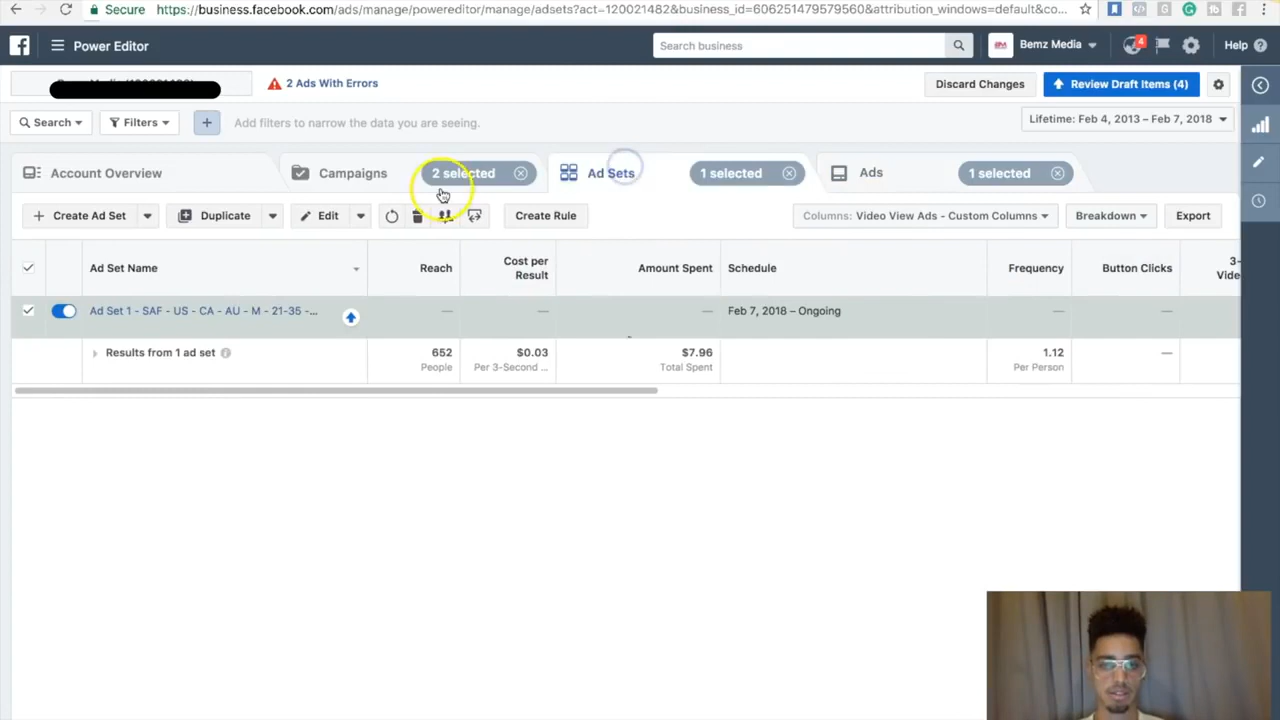 Secure https://business.facebook.com/ads/manage/powereditor/manage/adsets?act=120021482&business_id=606251479579560&attribution_windows=default&co...
Power Editor
Search business
Bemz Media
4
Help
2 Ads With Errors
Discard Changes
Review Draft Items (4)
Search
Filters
Add filters to narrow the data you are seeing.
Lifetime: Feb 4, 2013 – Feb 7, 2018
Account Overview
Campaigns
2 selected
Ad Sets
1 selected
Ads
1 selected
Create Ad Set
Duplicate
Edit
Create Rule
Columns: Video View Ads - Custom Columns
Breakdown
Export
Ad Set Name
Reach
Cost per
Result
Amount Spent
Schedule
Frequency
Button Clicks
3-
Vide
Ad Set 1 - SAF - US - CA - AU - M - 21-35 -...
—
—
—
Feb 7, 2018 – Ongoing
—
—
Results from 1 ad set
652
People
$0.03
Per 3-Second ...
$7.96
Total Spent
1.12
Per Person
—